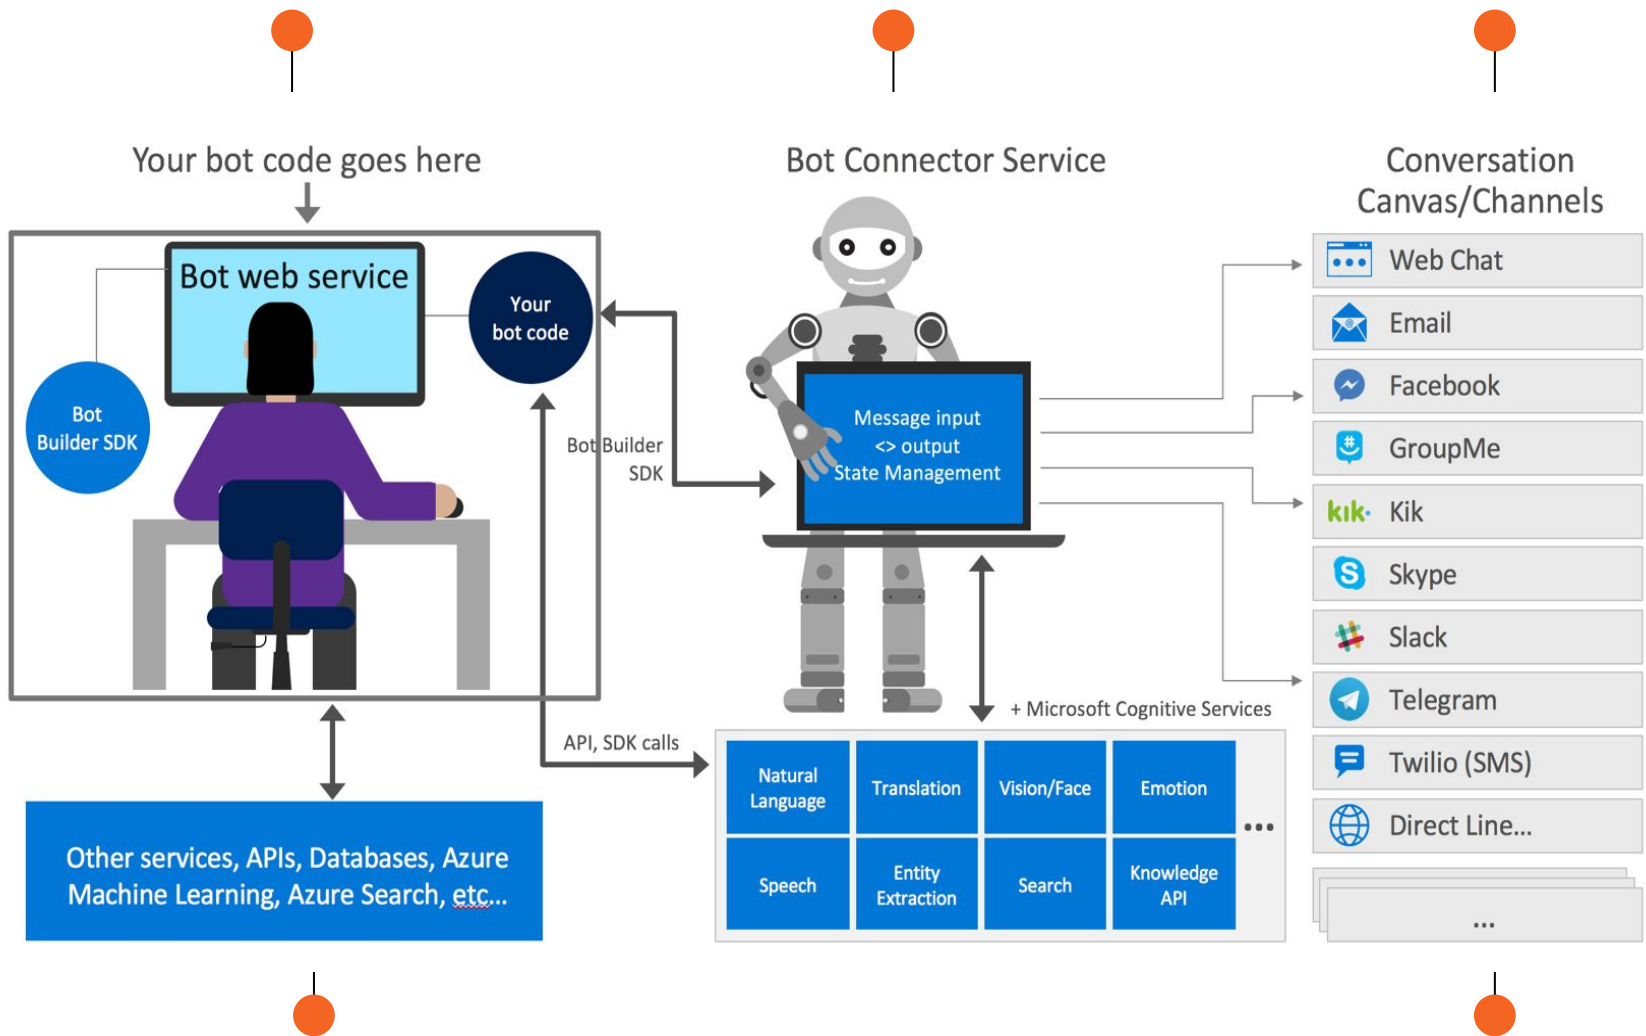 Your bot code goes here
Bot web service
Your
bot code
Bot
Builder SDK
Bot Builder
SDK
API, SDK calls
Other services, APIs, Databases, Azure
Machine Learning, Azure Search, etc...
Bot Connector Service
Message input
<> output
State Management
+ Microsoft Cognitive Services
Natural
Language
Translation
Vision/Face
Emotion
...
Speech
Entity
Extraction
Search
Knowledge
API
Conversation
Canvas/Channels
Web Chat
Email
Facebook
GroupMe
kik Kik
Skype
Slack
Telegram
Twilio (SMS)
Direct Line...
...